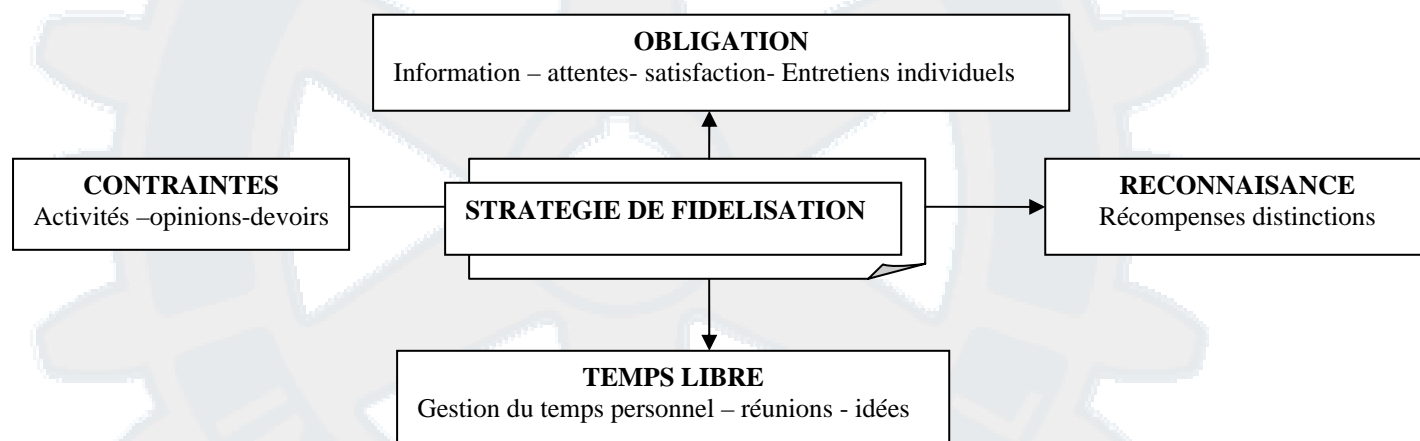 OBLIGATION
Information – attentes- satisfaction- Entretiens individuels
CONTRAINTES
Activités –opinions-devoirs
STRATEGIE DE FIDELISATION
RECONNAISANCE
Récompenses distinctions
TEMPS LIBRE
Gestion du temps personnel – réunions - idées